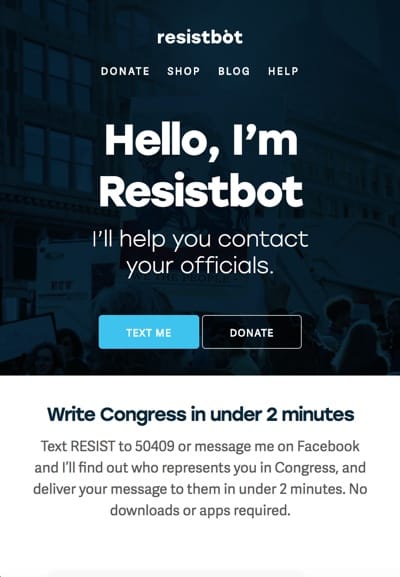 resistbot
DONATE SHOP BLOG HELP
Hello, I'm
Resistbot
I'll help you contact
your officials.
TEXT ME DONATE
Write Congress in under 2 minutes
Text RESIST to 50409 or message me on Facebook
and I'll find out who represents you in Congress, and
deliver your message to them in under 2 minutes. No
downloads or apps required.